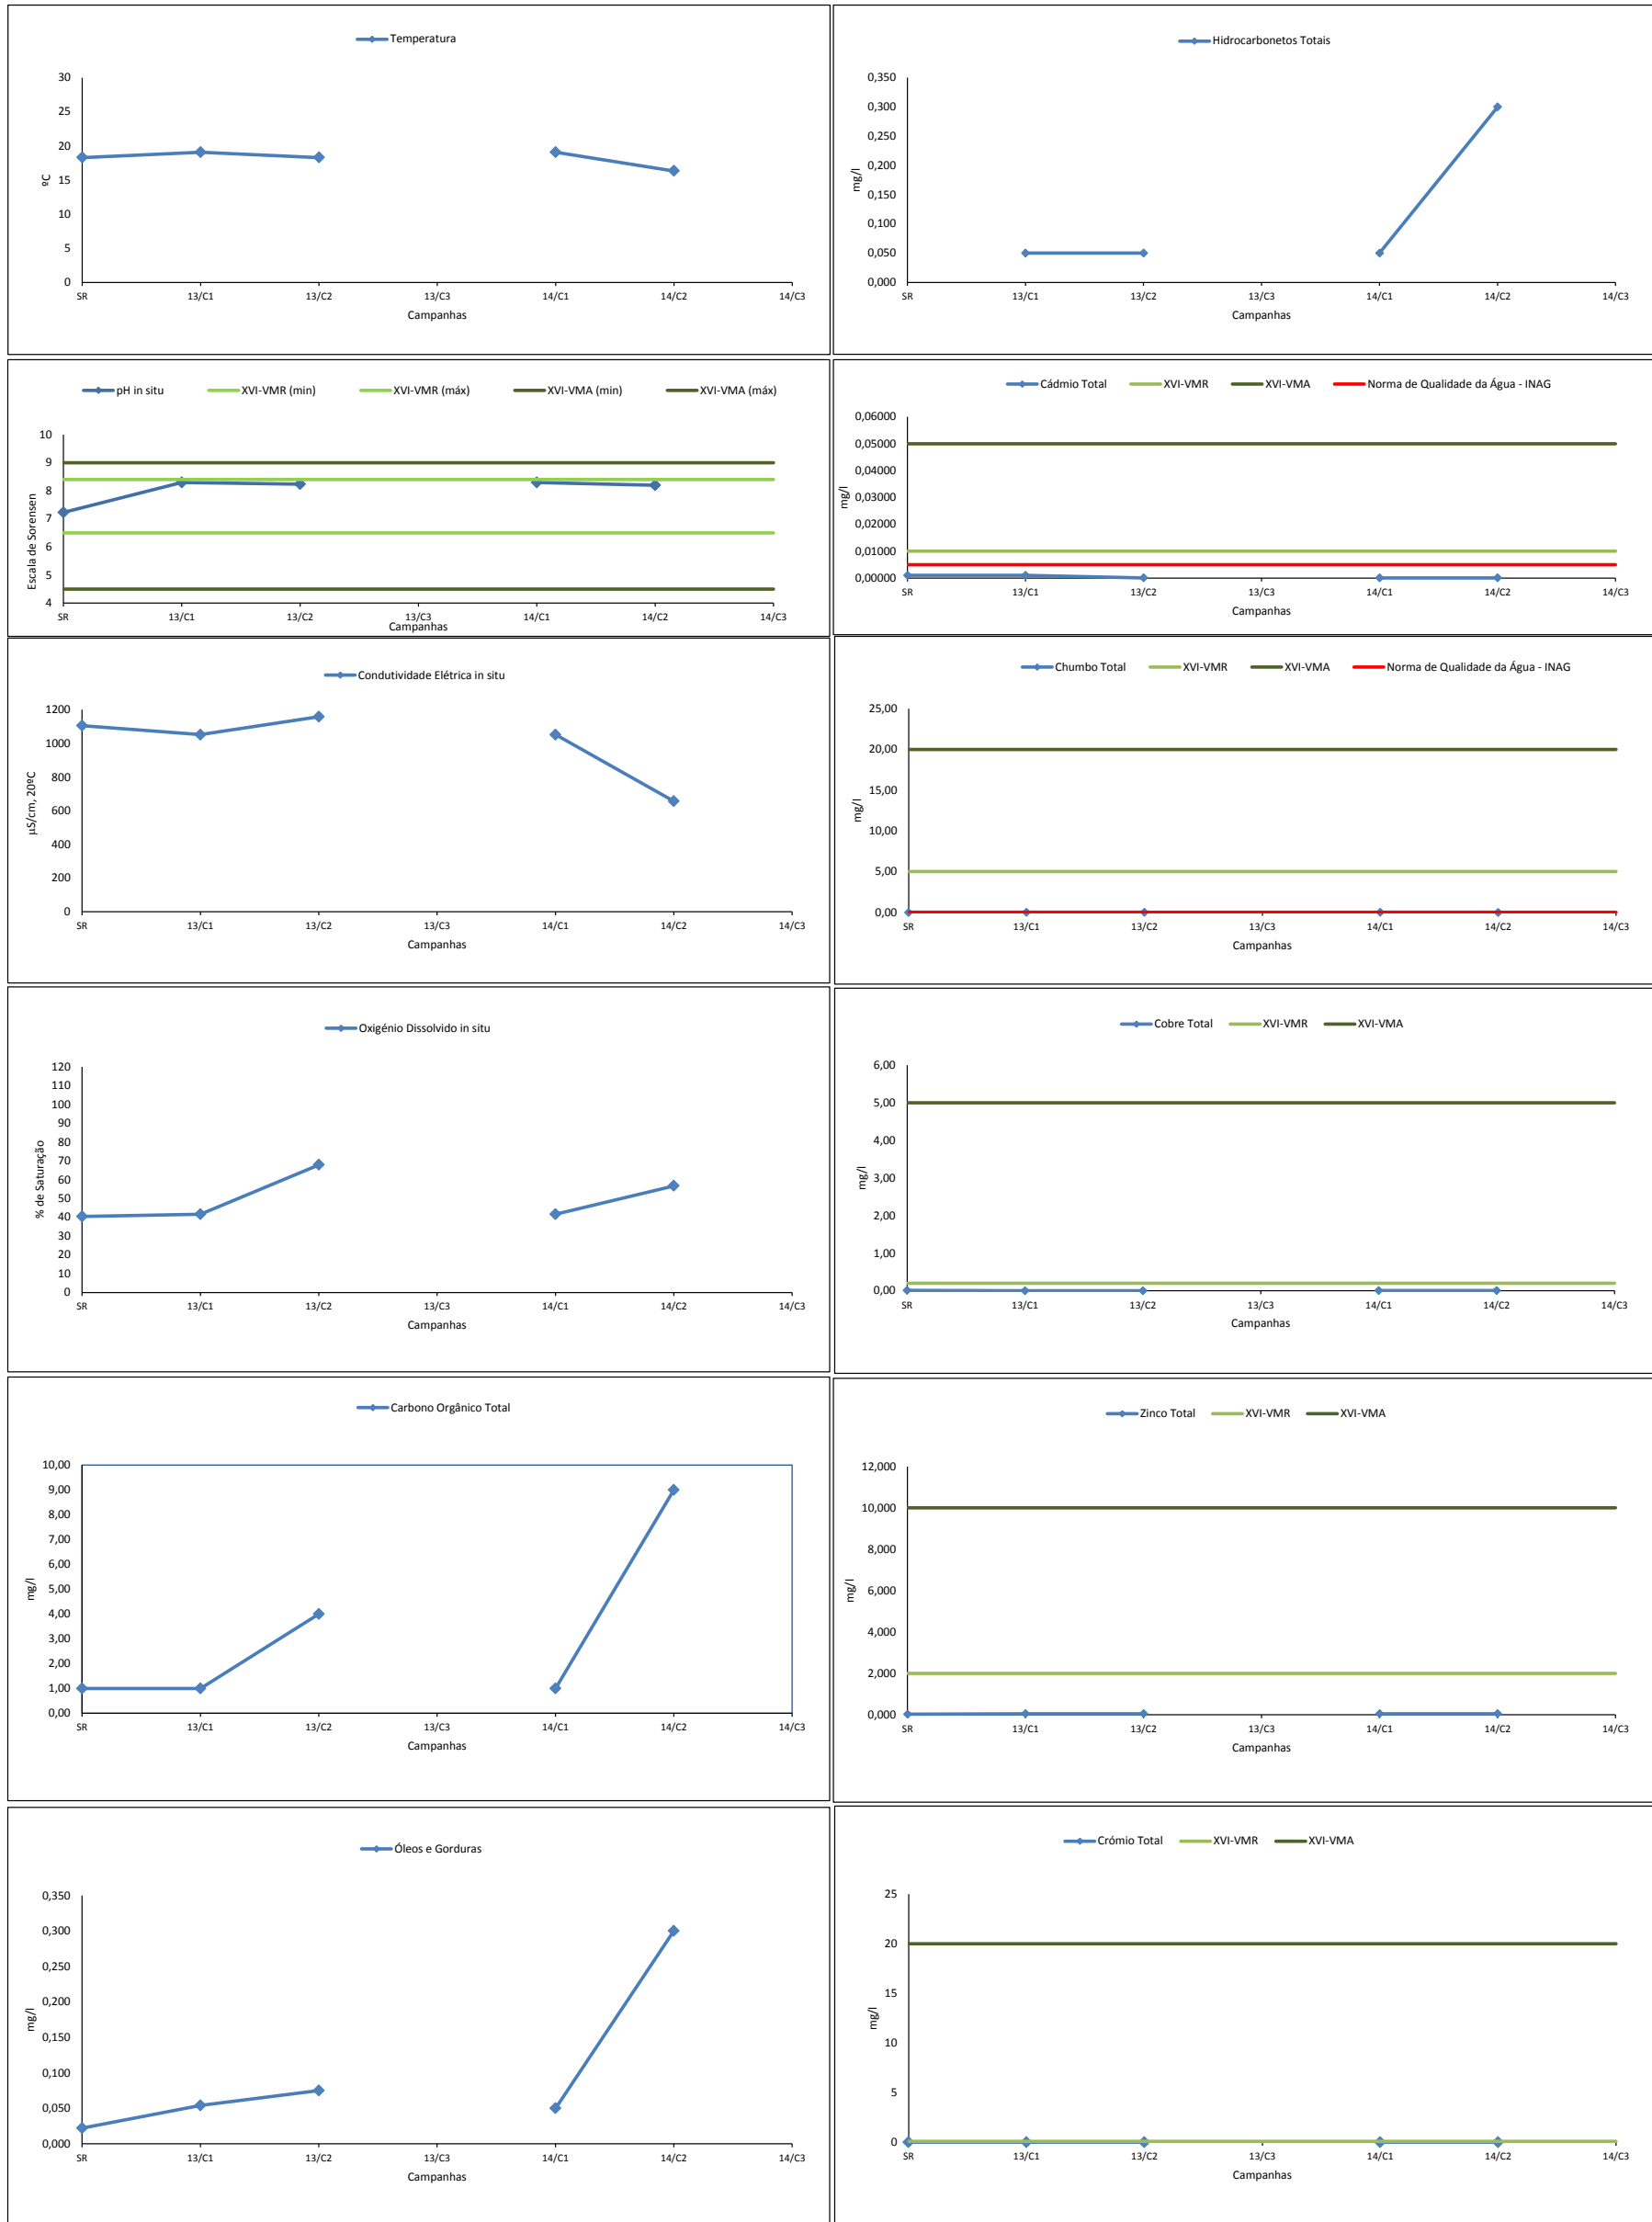 Temperatura
30
25
20
15
10
5
0
ºC
SR 13/C1 13/C2 13/C3 14/C1 14/C2 14/C3
Campanhas
Hidrocarbonetos Totais
0,350
0,300
0,250
0,200
0,150
0,100
0,050
0,000
mg/l
SR 13/C1 13/C2 13/C3 14/C1 14/C2 14/C3
Campanhas
pH in situ XVI-VMR (min) XVI-VMR (máx) XVI-VMA (min) XVI-VMA (máx)
10
9
8
7
6
5
4
Escala de Sorensen
SR 13/C1 13/C2 13/C3 14/C1 14/C2 14/C3
Campanhas
Cádmio Total XVI-VMR XVI-VMA Norma de Qualidade da Água - INAG
0,06000
0,05000
0,04000
0,03000
0,02000
0,01000
0,00000
mg/l
SR 13/C1 13/C2 13/C3 14/C1 14/C2 14/C3
Campanhas
Condutividade Elétrica in situ
1200
1000
800
600
400
200
0
µS/cm, 20ºC
SR 13/C1 13/C2 13/C3 14/C1 14/C2 14/C3
Campanhas
Chumbo Total XVI-VMR XVI-VMA Norma de Qualidade da Água - INAG
25,00
20,00
15,00
10,00
5,00
0,00
mg/l
SR 13/C1 13/C2 13/C3 14/C1 14/C2 14/C3
Campanhas
Oxigénio Dissolvido in situ
120
110
100
90
80
70
60
50
40
30
20
10
0
% de Saturação
SR 13/C1 13/C2 13/C3 14/C1 14/C2 14/C3
Campanhas
Cobre Total XVI-VMR XVI-VMA
6,00
5,00
4,00
3,00
2,00
1,00
0,00
mg/l
SR 13/C1 13/C2 13/C3 14/C1 14/C2 14/C3
Campanhas
Carbono Orgânico Total
10,00
9,00
8,00
7,00
6,00
5,00
4,00
3,00
2,00
1,00
0,00
mg/l
SR 13/C1 13/C2 13/C3 14/C1 14/C2 14/C3
Campanhas
Zinco Total XVI-VMR XVI-VMA
12,000
10,000
8,000
6,000
4,000
2,000
0,000
mg/l
SR 13/C1 13/C2 13/C3 14/C1 14/C2 14/C3
Campanhas
Óleos e Gorduras
0,350
0,300
0,250
0,200
0,150
0,100
0,050
0,000
mg/l
SR 13/C1 13/C2 13/C3 14/C1 14/C2 14/C3
Campanhas
Crómio Total XVI-VMR XVI-VMA
25
20
15
10
5
0
mg/l
SR 13/C1 13/C2 13/C3 14/C1 14/C2 14/C3
Campanhas